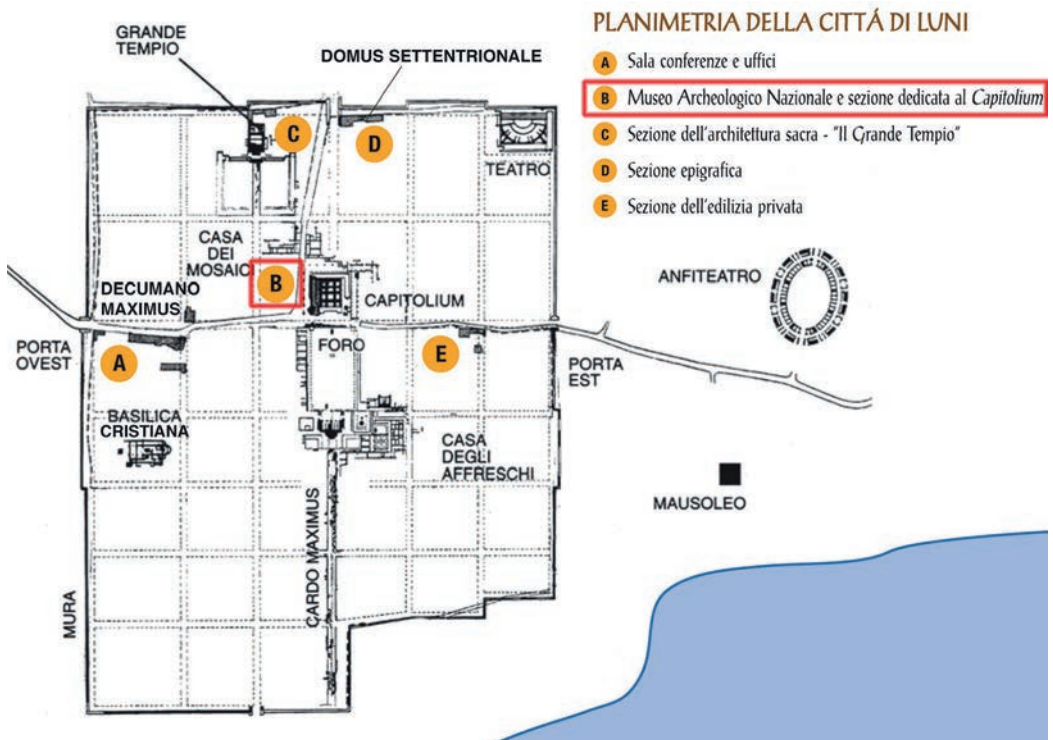 PLANIMETRIA DELLA CITTÁ DI LUNI
A Sala conferenze e uffici
B Museo Archeologico Nazionale e sezione dedicata al Capitolium
C Sezione dell'architettura sacra - "Il Grande Tempio"
D Sezione epigrafica
E Sezione dell'edilizia privata
GRANDE
TEMPIO
DOMUS SETTENTRIONALE
C
D
TEATRO
CASA
DEI
MOSAICI
B
CAPITOLIUM
ANFITEATRO
DECUMANO
MAXIMUS
PORTA
OVEST
A
FORO
E
PORTA
EST
BASILICA
CRISTIANA
CASA
DEGLI
AFFRESCHI
MAUSOLEO
MURA
CARDO MAXIMUS